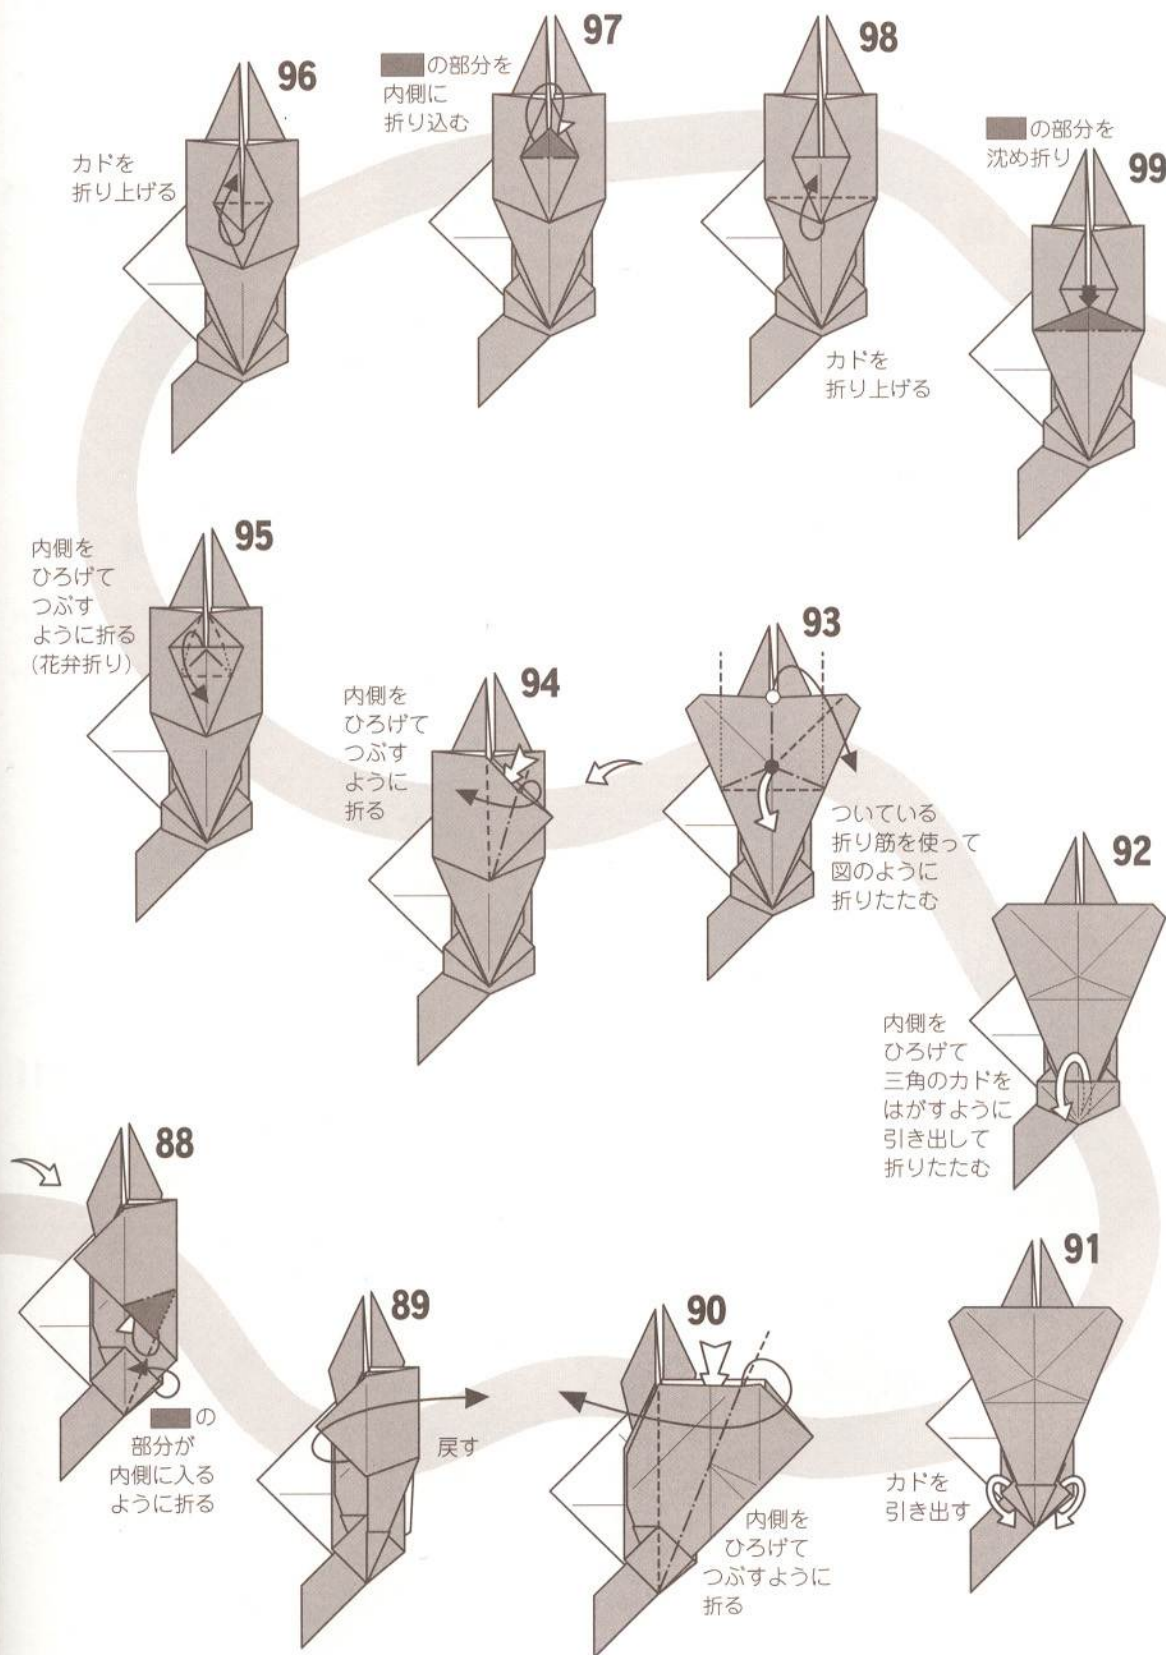 88
の
部分が
内側に入る
ように折る
89
戻す
90
内側を
ひろげて
つぶすように
折る
91
カドを
引き出す
92
内側を
ひろげて
三角のカドを
はがすように
引き出して
折りたたむ
93
ついている
折り筋を使って
図のように
折りたたむ
94
内側を
ひろげて
つぶす
ように
折る
95
内側を
ひろげて
つぶす
ように折る
(花弁折り)
96
カドを
折り上げる
97
の部分を
内側に
折り込む
98
カドを
折り上げる
99
の部分を
沈め折り